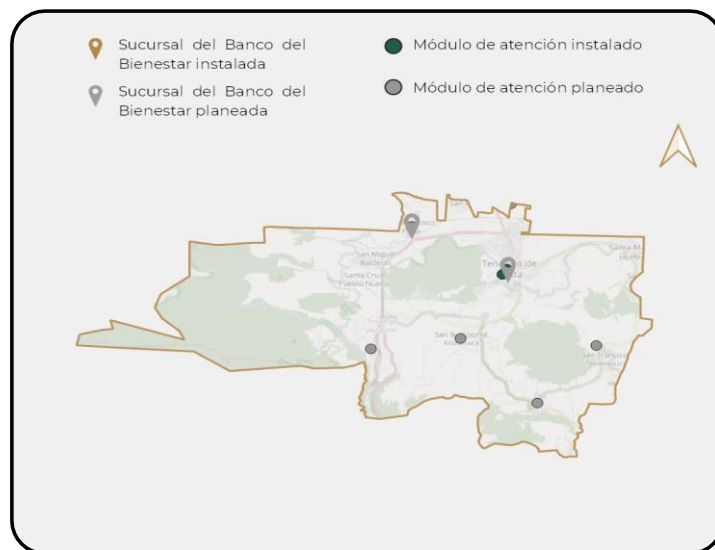 Sucursal del Banco del
Bienestar instalada
Sucursal del Banco del
Bienestar planeada
Módulo de atención instalado
Módulo de atención planeado
San Miguel
Balderas
Santa Cruz
Pueblo Nuevo
Santa M
San